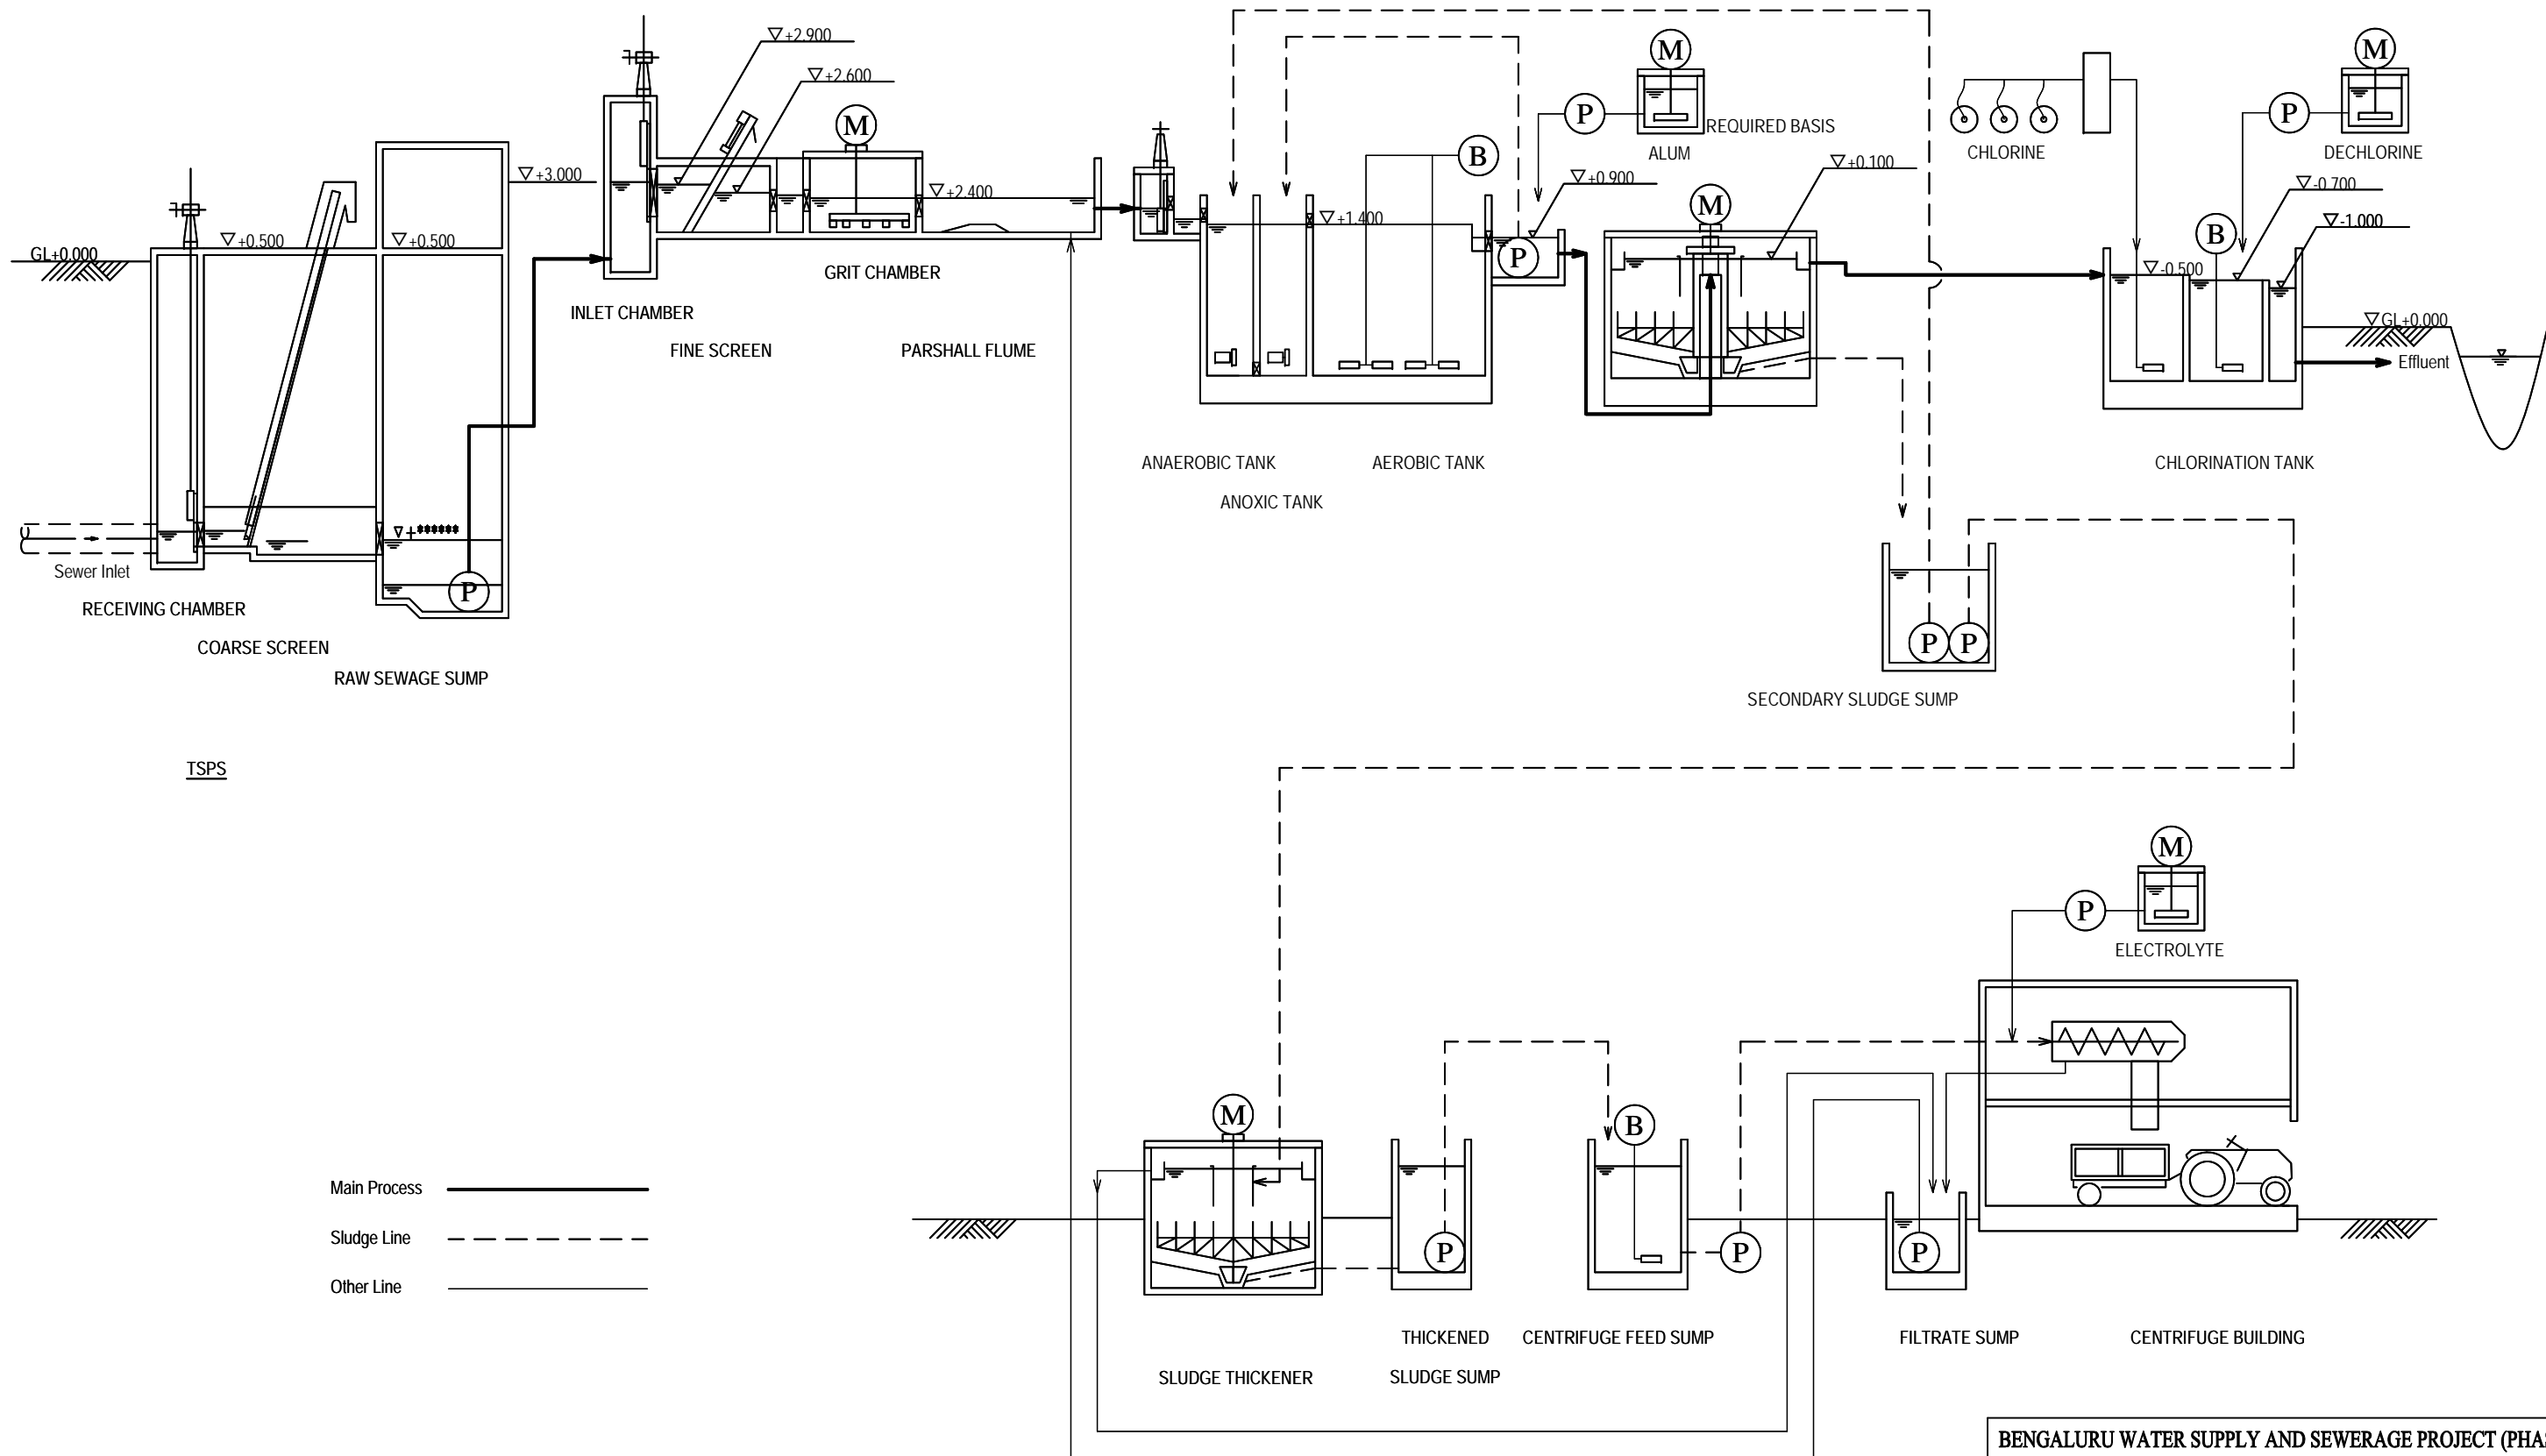 ▽+2.900
▽+2.600
▽+3.000
▽+0.500
▽+0.500
GL+0.000
M
M
M
M
P
P
REQUIRED BASIS
ALUM
CHLORINE
DECHLORINE
B
▽+2.400
▽+1.400
▽+0.900
▽+0.100
▽-0.700
▽-1.000
▽-0.500
B
P
▽GL+0.000
Effluent
GRIT CHAMBER
INLET CHAMBER
FINE SCREEN
PARSHALL FLUME
ANAEROBIC TANK
AEROBIC TANK
ANOXIC TANK
CHLORINATION TANK
▽+******
Sewer Inlet
P
RECEIVING CHAMBER
COARSE SCREEN
RAW SEWAGE SUMP
P
P
SECONDARY SLUDGE SUMP
TSPS
M
P
ELECTROLYTE
M
B
P
P
P
Main Process
Sludge Line
Other Line
THICKENED
SLUDGE SUMP
CENTRIFUGE FEED SUMP
FILTRATE SUMP
CENTRIFUGE BUILDING
SLUDGE THICKENER
BENGALURU WATER SUPPLY AND SEWERAGE PROJECT (PHA